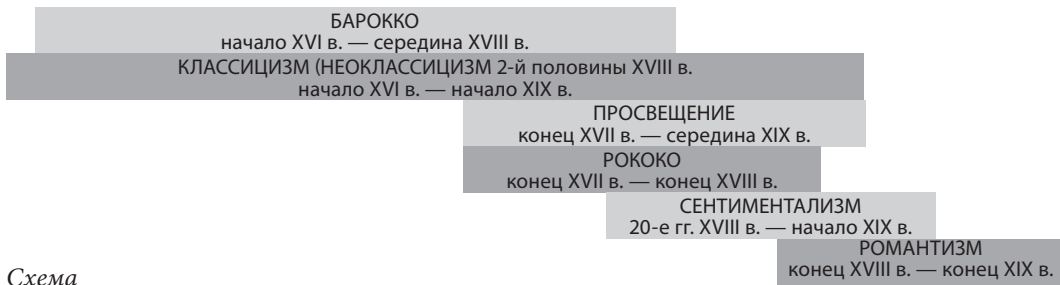 БАРОККО
начало XVI в. — середина XVIII в.
КЛАССИЦИЗМ (НЕОКЛАССИЦИЗМ 2-й половины XVIII в.
начало XVI в. — начало XIX в.
ПРОСВЕЩЕНИЕ
конец XVII в. — середина XIX в.
РОКОКО
конец XVII в. — конец XVIII в.
СЕНТИМЕНТАЛИЗМ
20-е гг. XVIII в. — начало XIX в.
РОМАНТИЗМ
конец XVIII в. — конец XIX в.
Схема